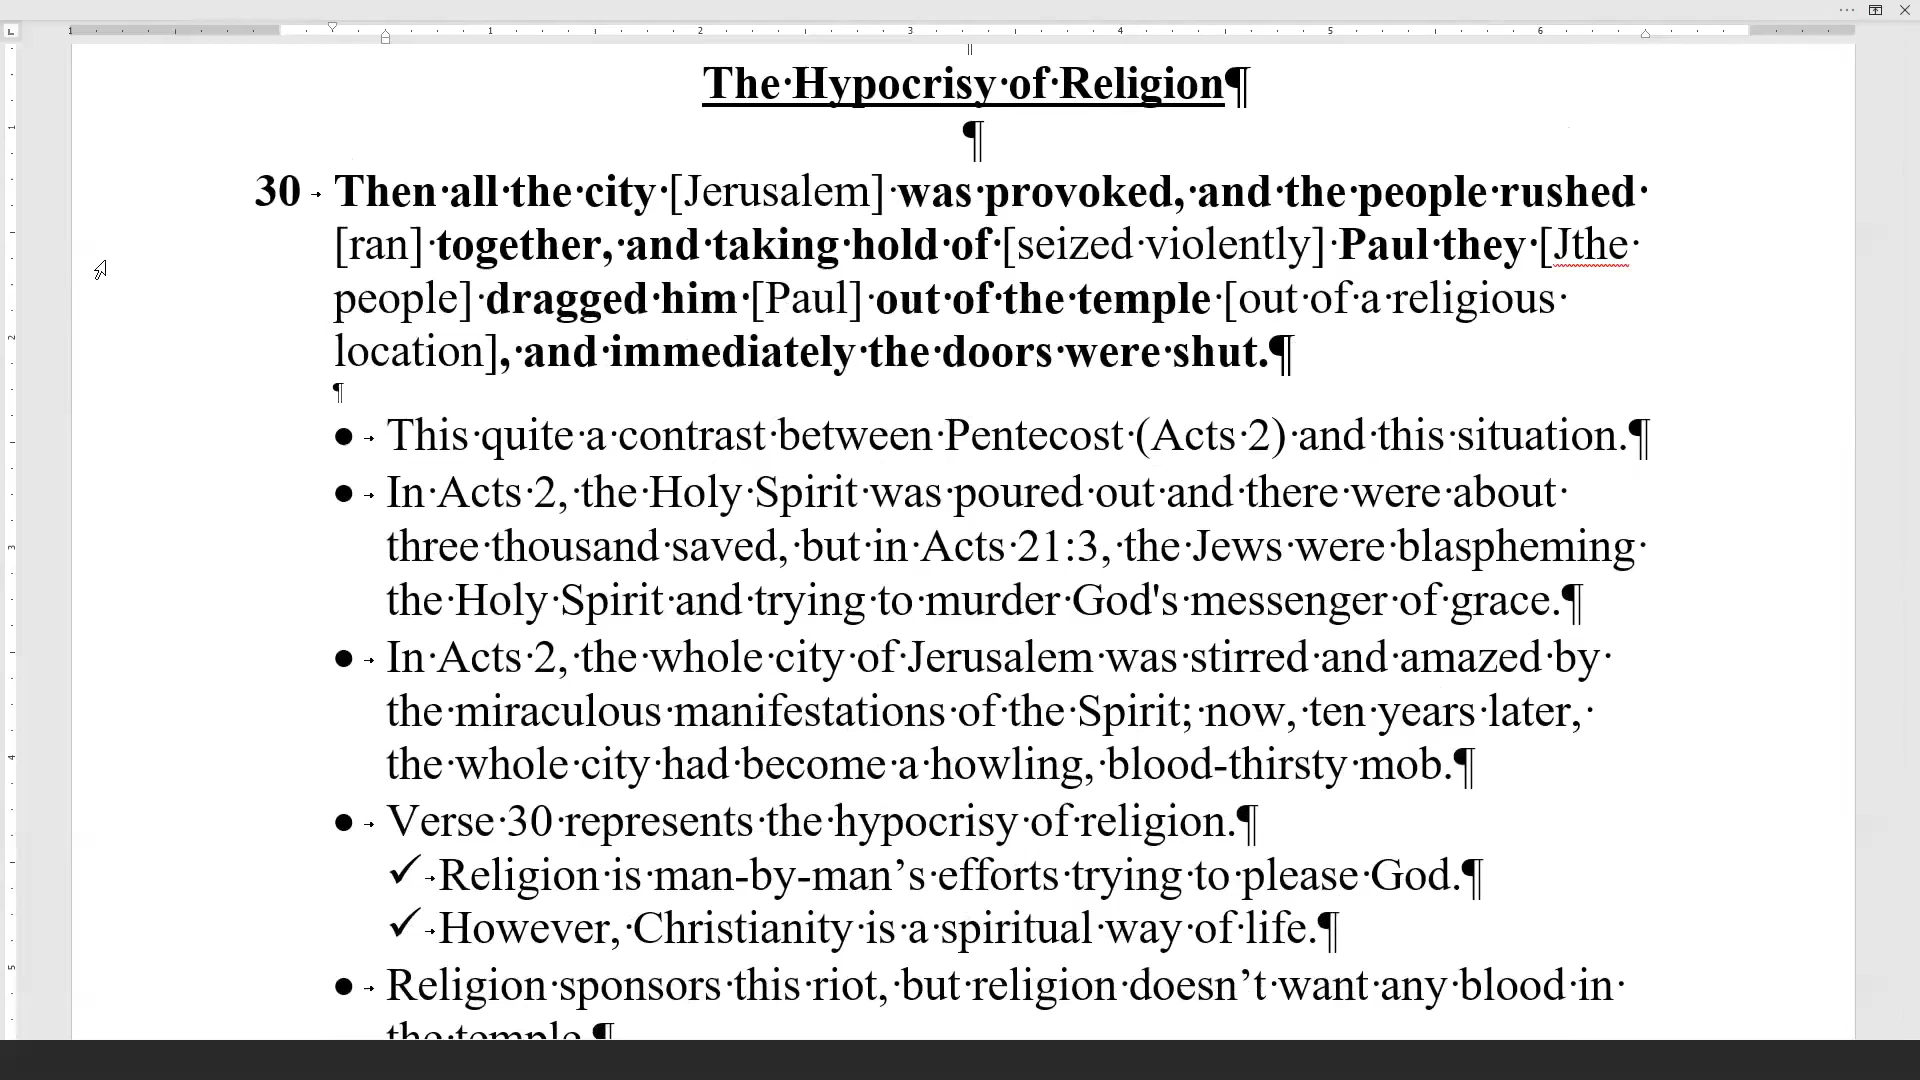 The Hypocrisy of Religion¶
¶
30 Then all the city [Jerusalem] was provoked, and the people rushed
[ran] together, and taking hold of [seized violently] Paul they [Jthe
people] dragged him [Paul] out of the temple [out of a religious
location], and immediately the doors were shut.¶
¶
● This quite a contrast between Pentecost (Acts 2) and this situation.¶
● In Acts 2, the Holy Spirit was poured out and there were about
three thousand saved, but in Acts 21:3, the Jews were blaspheming
the Holy Spirit and trying to murder God's messenger of grace.¶
● In Acts 2, the whole city of Jerusalem was stirred and amazed by
the miraculous manifestations of the Spirit; now, ten years later,
the whole city had become a howling, blood-thirsty mob.¶
● Verse 30 represents the hypocrisy of religion.¶
✓ Religion is man-by-man’s efforts trying to please God.¶
✓ However, Christianity is a spiritual way of life.¶
● Religion sponsors this riot, but religion doesn’t want any blood in
the temple.¶